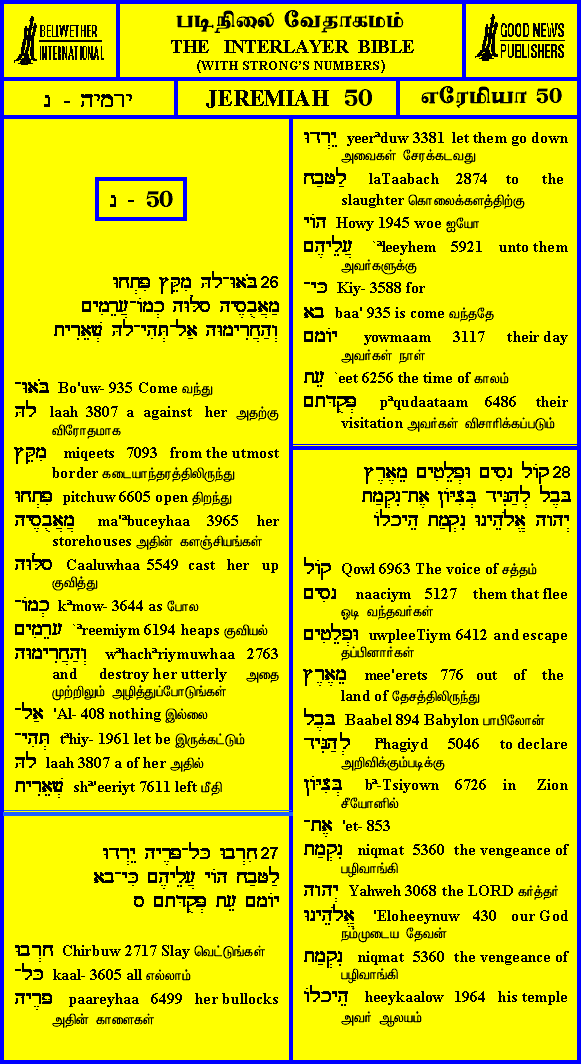 BELLWETHER
INTERNATIONAL
படிநிலை வேதாகமம்
THE INTERLAYER BIBLE
(WITH STRONG'S NUMBERS)
GOOD NEWS
PUBLISHERS
ירמיה - נ
JEREMIAH 50
எரேமியா 50
נ - 50
26 בֹּֽאוּ־לָהּ מִקֵּץ פִּתְחוּ
מַאֲבֻסֶיהָ סָלּוּהָ כְמוֹ־עֲרֵמִים
וְהַחֲרִימוּהָ אַל־תְּהִי־לָהּ שְׁאֵרִית
בֹּֽאוּ־ Bo'uw- 935 Come வந்து
לָהּ laah 3807 a against her அதற்கு
விரோதமாக
מִקֵּץ miqeets 7093 from the utmost
border கடையாந்தரத்திலிருந்து
פִּתְחוּ pitchuw 6605 open திறந்து
מַאֲבֻסֶיהָ ma'ªbuceyhaa 3965 her
storehouses அதின் களஞ்சியங்கள்
סָלּוּהָ Caaluwhaa 5549 cast her up
குவித்து
כְמוֹ־ kªmow- 3644 as போல
עֲרֵמִים `ªreemiym 6194 heaps குவியல்
וְהַחֲרִימוּהָ wªhachªriymuwhaa 2763
and destroy her utterly அதை
முற்றிலும் அழித்துப்போடுங்கள்
אַל־ 'Al- 408 nothing இல்லை
תְּהִי־ tªhiy- 1961 let be இருக்கட்டும்
לָהּ laah 3807 a of her அதில்
שְׁאֵרִית shª'eeriyt 7611 left மீதி
27 חִרְבוּ כָּל־פָּרֶיהָ יֵרְדוּ
לַטָּבַח הוֹי עֲלֵיהֶם כִּי־בָא
יוֹמָם עֵת פְּקֻדָּתָם ס
חִרְבוּ Chirbuw 2717 Slay வெட்டுங்கள்
כָּל־ kaal- 3605 all எல்லாம்
פָּרֶיהָ paareyhaa 6499 her bullocks
அதின் காளைகள்
יֵרְדוּ yeerªduw 3381 let them go down
அவைகள் சேரக்கடவது
לַטָּבַח laTaabach 2874 to the
slaughter கொலைக்களத்திற்கு
הוֹי Howy 1945 woe ஐயோ
עֲלֵיהֶם `ªleeyhem 5921 unto them
அவர்களுக்கு
כִּי־ Kiy- 3588 for
בָא baa' 935 is come வந்ததே
יוֹמָם yowmaam 3117 their day
அவர்கள் நாள்
עֵת `eet 6256 the time of காலம்
פְּקֻדָּתָם pªqudaataam 6486 their
visitation அவர்கள் விசாரிக்கப்படும்
28 קוֹל נָסִים וּפְלֵטִים מֵאֶרֶץ
בָּבֶל לְהַגִּיד בְּצִיּוֹן אֶת־נִקְמַת
יְהוָה אֱלֹהֵינוּ נִקְמַת הֵיכָלוֹ
קוֹל Qowl 6963 The voice of சத்தம்
נָסִים naaciym 5127 them that flee
ஓடி வந்தவர்கள்
וּפְלֵטִים uwpleeTiym 6412 and escape
தப்பினார்கள்
מֵאֶרֶץ mee'erets 776 out of the
land of தேசத்திலிருந்து
בָּבֶל Baabel 894 Babylon பாபிலோன்
לְהַגִּיד lªhagiyd 5046 to declare
அறிவிக்கும்படிக்கு
בְּצִיּוֹן bª-Tsiyown 6726 in Zion
சீயோனில்
אֶת־ 'et- 853
נִקְמַת niqmat 5360 the vengeance of
பழிவாங்கி
יְהוָה Yahweh 3068 the LORD கர்த்தர்
אֱלֹהֵינוּ 'Eloheeynuw 430 our God
நம்முடைய தேவன்
נִקְמַת niqmat 5360 the vengeance of
பழிவாங்கி
הֵיכָלוֹ heeykaalow 1964 his temple
அவர் ஆலயம்